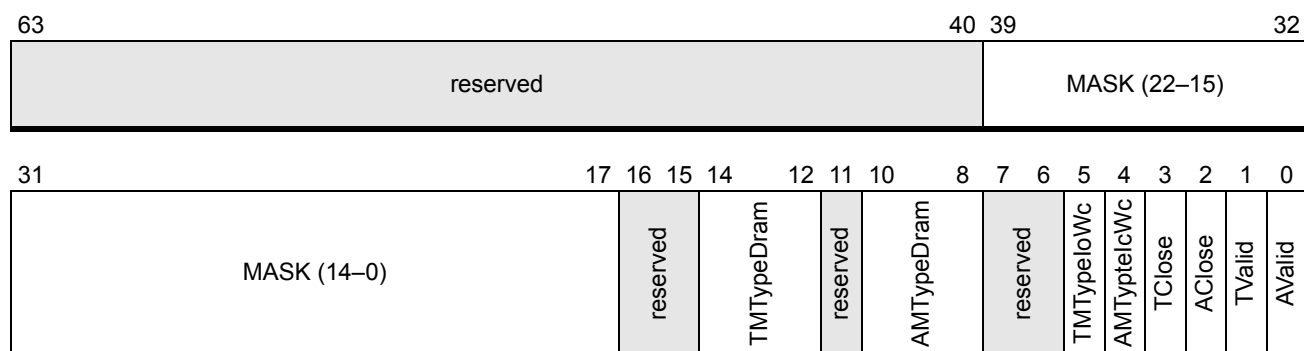 63 40 39 32
reserved MASK (22–15)
31 17 16 15 14 12 11 10 8 7 6 5 4 3 2 1 0
MASK (14–0) reserved TMTypeDram reserved AMTypeDram reserved TMTypeIoWc AMTypteIcWc TClose AClose TValid AValid